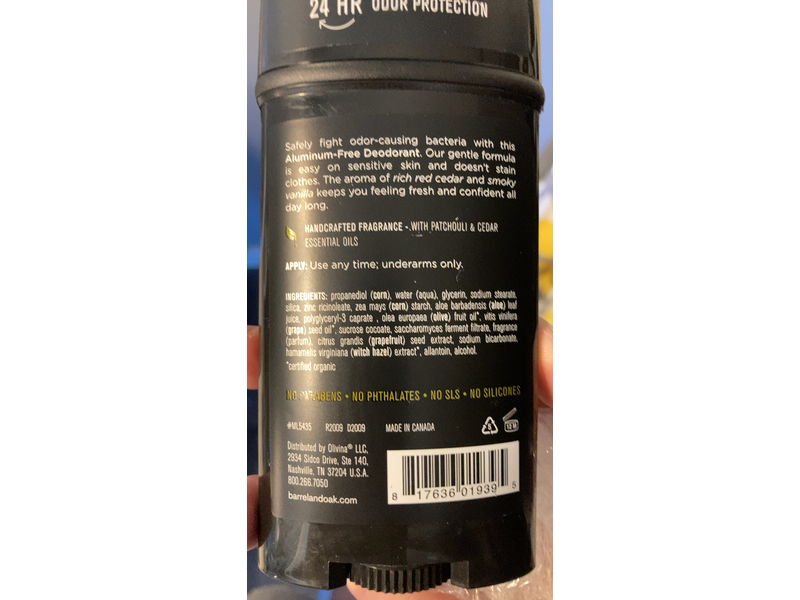 24 HR ODOR PROTECTION
Safely fight odor-causing bacteria with this
Aluminum-Free Deodorant. Our gentle formula
is easy on sensitive skin and doesn't stain
clothes. The aroma of rich red cedar and smoky
vanilla keeps you feeling fresh and confident all
day long.
HANDCRAFTED FRAGRANCE - WITH PATCHOULI & CEDAR
ESSENTIAL OILS
APPLY: Use any time; underarms only.
INGREDIENTS: propanediol (corn), water (aqua), glycerin, sodium stearate,
silica, zinc ricinoleate, zea mays (corn) starch, aloe barbadensis (aloe) leaf
juice, polyglyceryl-3 caprate , olea europaea (olive) fruit oil*, vitis vinifera
(grape) seed oil*, sucrose cocoate, saccharomyces ferment filtrate, fragrance
(parfum), citrus grandis (grapefruit) seed extract, sodium bicarbonate,
hamamelis virginiana (witch hazel) extract*, allantoin, alcohol.
*certified organic
NO PARABENS • NO PHTHALATES • NO SLS • NO SILICONES
#ML5435 R2009 D2009 MADE IN CANADA
Distributed by Olivina® LLC,
2934 Sidco Drive, Ste 140,
Nashville, TN 37204 U.S.A.
800.266.7050
barrelandoak.com
8 17636 01939 5